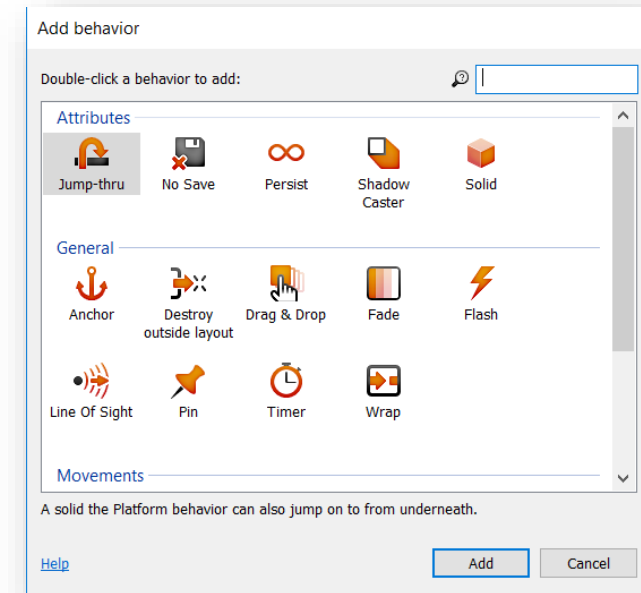 Add behavior
Double-click a behavior to add:
Attributes
Jump-thru No Save Persist Shadow Caster Solid
General
Anchor Destroy outside layout Drag & Drop Fade Flash
Line Of Sight Pin Timer Wrap
Movements
A solid the Platform behavior can also jump on to from underneath.
Help Add Cancel